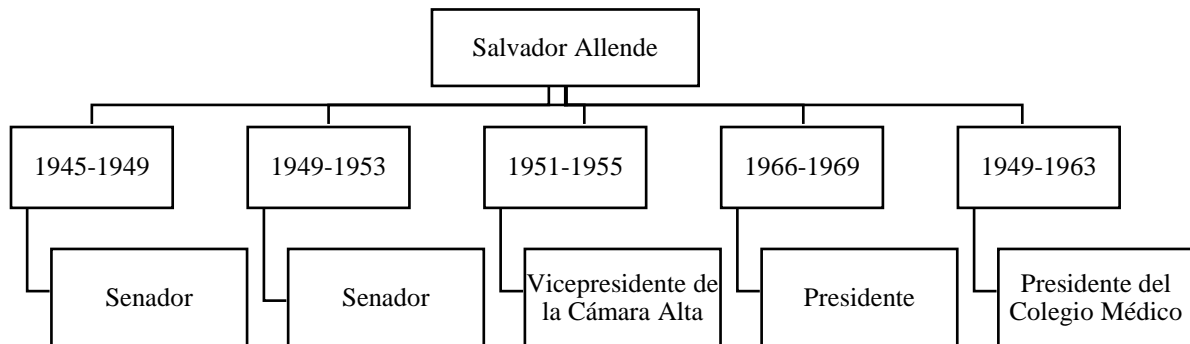 Salvador Allende
1945-1949
1949-1953
1951-1955
1966-1969
1949-1963
Senador
Senador
Vicepresidente de
la Cámara Alta
Presidente
Presidente del
Colegio Médico